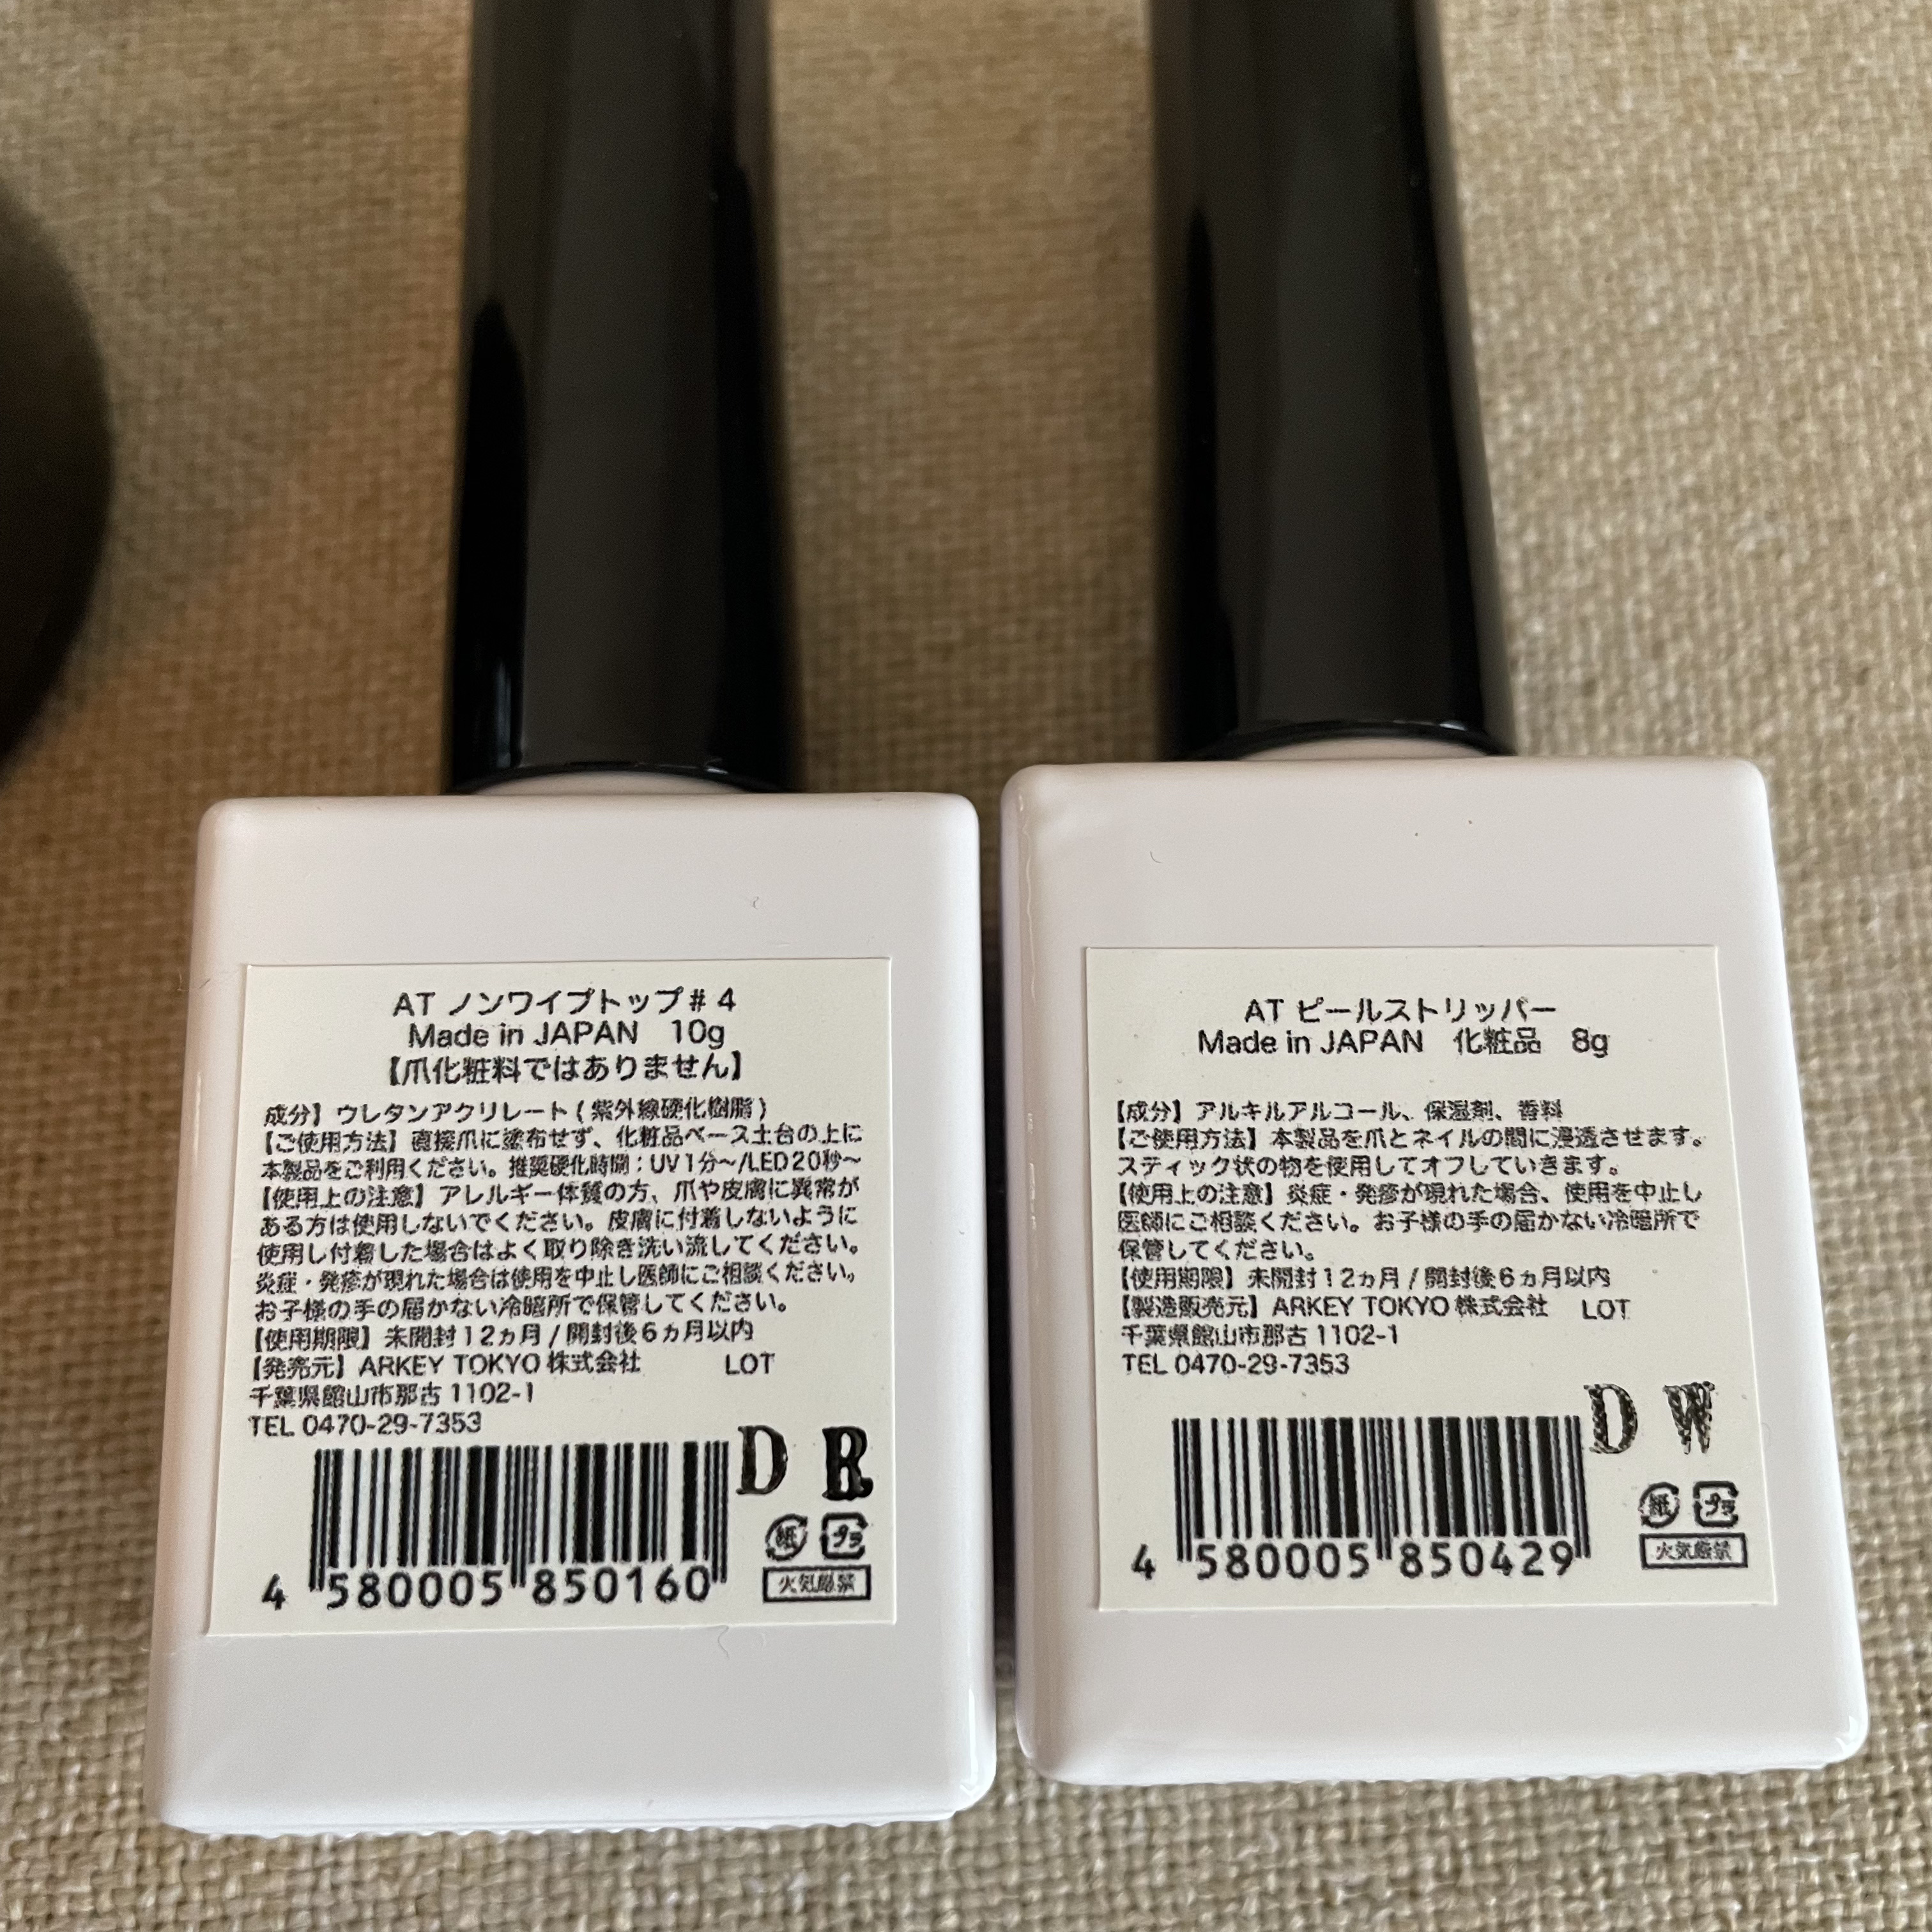 AT ノンワイプトップ# 4
Made in JAPAN 10g
【爪化粧料ではありません】
成分】ウレタンアクリレート ( 紫外線硬化樹脂 )
【ご使用方法】直接爪に塗布せず、化粧品ベース土台の上に
本製品をご利用ください。推奨硬化時間：UV1分〜/LED20秒〜
【使用上の注意】アレルギー体質の方、爪や皮膚に異常が
ある方は使用しないでください。皮膚に付着しないように
使用し付着した場合はよく取り除き洗い流してください。
炎症・発疹が現れた場合は使用を中止し医師にご相談ください。
お子様の手の届かない冷暗所で保管してください。
【使用期限】未開封12ヵ月 / 開封後6ヵ月以内
【発売元】ARKEY TOKYO 株式会社 LOT
千葉県館山市那古 1102-1
TEL 0470-29-7353
D R
紙 プラ
火気厳禁
4 580005 850160
AT ピールストリッパー
Made in JAPAN 化粧品 8g
【成分】アルキルアルコール、保湿剤、香料
【ご使用方法】本製品を爪とネイルの間に浸透させます。
スティック状の物を使用してオフしていきます。
【使用上の注意】炎症・発疹が現れた場合、使用を中止し
医師にご相談ください。お子様の手の届かない冷暗所で
保管してください。
【使用期限】未開封12ヵ月 / 開封後6ヵ月以内
【製造販売元】ARKEY TOKYO 株式会社 LOT
千葉県館山市那古 1102-1
TEL 0470-29-7353
D W
紙 プラ
火気厳禁
4 580005 850429